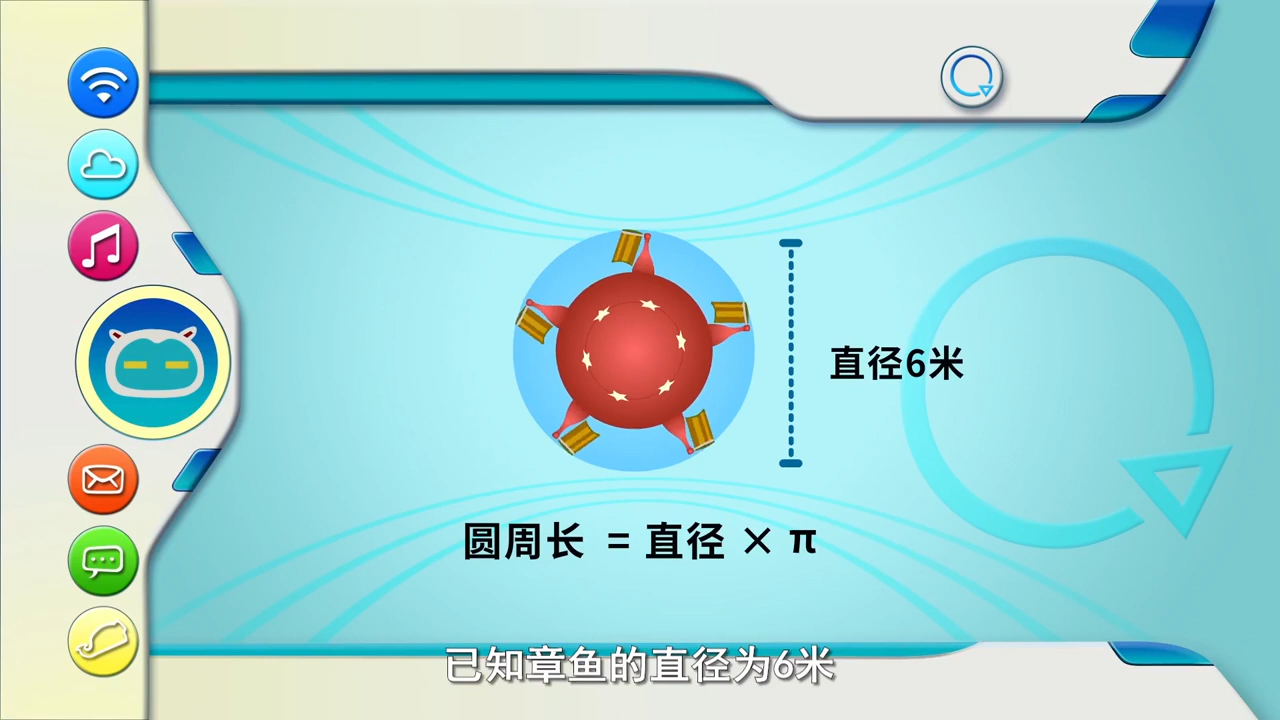 直径6米
圆周长 = 直径 × π
已知章鱼的直径为6米